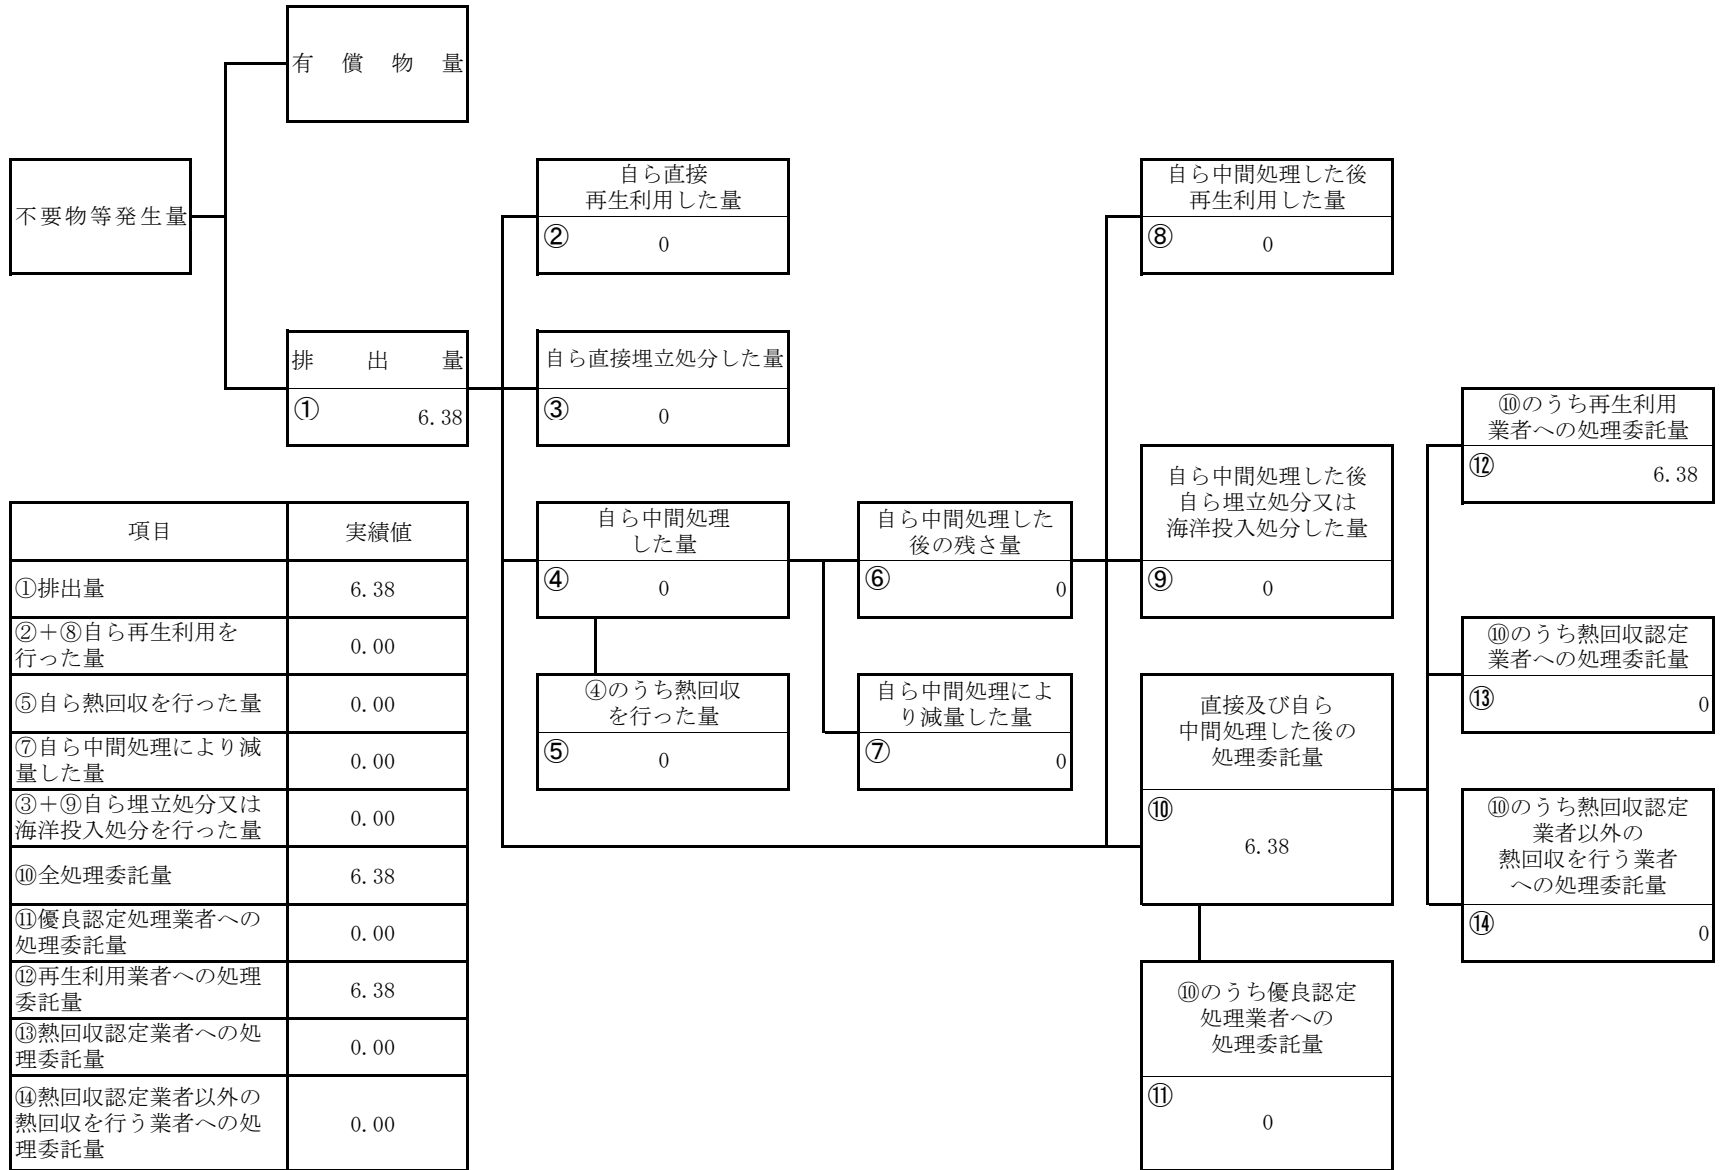 有償物量
不要物等発生量
排出量
① 6.38
自ら直接
再生利用した量
② 0
自ら直接埋立処分した量
③ 0
自ら中間処理
した量
④ 0
④のうち熱回収
を行った量
⑤ 0
自ら中間処理した
後の残さ量
⑥ 0
自ら中間処理によ
り減量した量
⑦ 0
自ら中間処理した後
再生利用した量
⑧ 0
自ら中間処理した後
自ら埋立処分又は
海洋投入処分した量
⑨ 0
直接及び自ら
中間処理した後の
処理委託量
⑩
6.38
⑩のうち優良認定
処理業者への
処理委託量
⑪
0
⑩のうち再生利用
業者への処理委託量
⑫ 6.38
⑩のうち熱回収認定
業者への処理委託量
⑬ 0
⑩のうち熱回収認定
業者以外の
熱回収を行う業者
への処理委託量
⑭ 0
項目 実績値
①排出量 6.38
②+⑧自ら再生利用を
行った量 0.00
⑤自ら熱回収を行った量 0.00
⑦自ら中間処理により減
量した量 0.00
③+⑨自ら埋立処分又は
海洋投入処分を行った量 0.00
⑩全処理委託量 6.38
⑪優良認定処理業者への
処理委託量 0.00
⑫再生利用業者への処理
委託量 6.38
⑬熱回収認定業者への処
理委託量 0.00
⑭熱回収認定業者以外の
熱回収を行う業者への処
理委託量 0.00